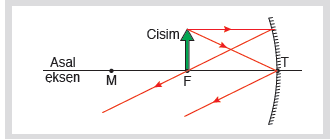 Cisim
Asal
eksen
M
F
T